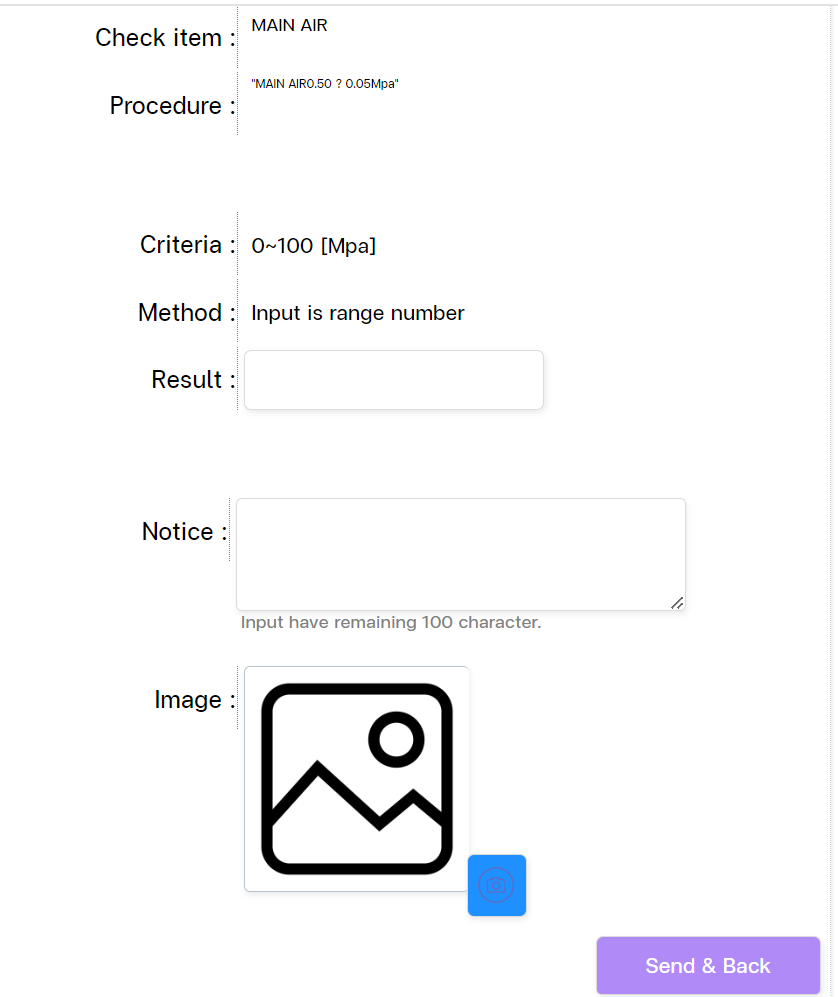 Check item :
MAIN AIR
Procedure :
"MAIN AIR0.50 ? 0.05Mpa"
Criteria :
0~100 [Mpa]
Method :
Input is range number
Result :
Notice :
Input have remaining 100 character.
Image :
Send & Back